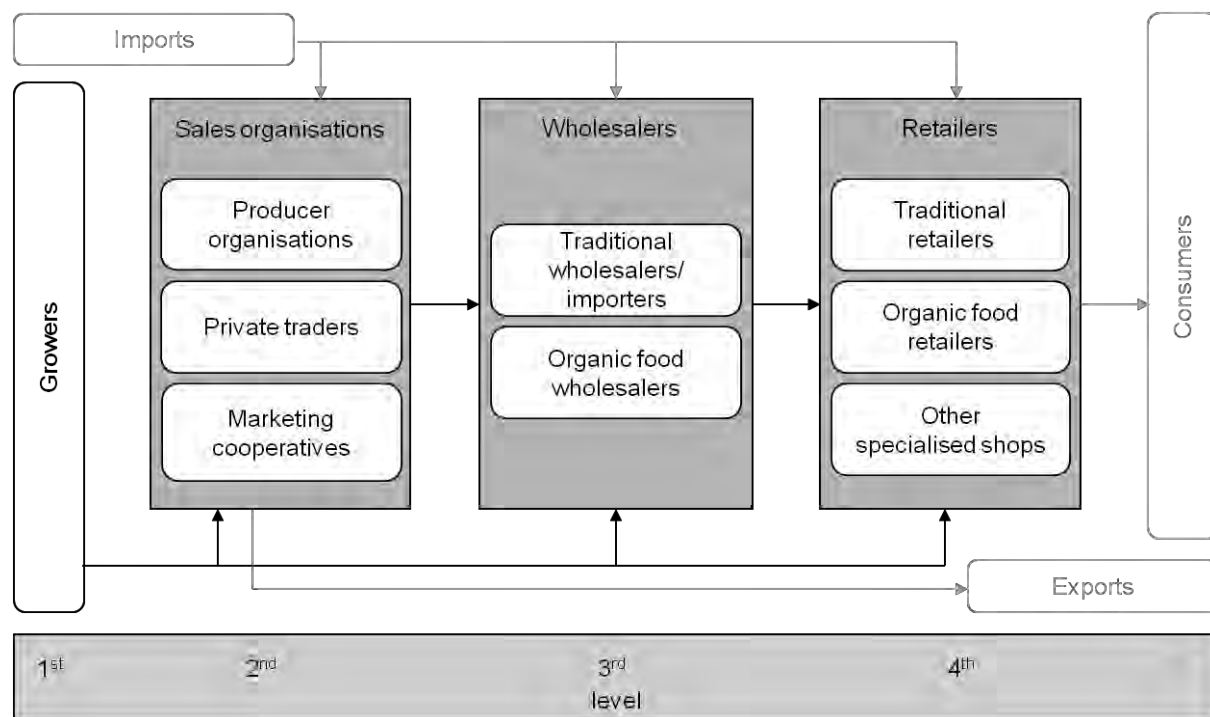 Imports
Growers
Sales organisations
Producer
organisations
Private traders
Marketing
cooperatives
Wholesalers
Traditional
wholesalers/
importers
Organic food
wholesalers
Retailers
Traditional
retailers
Organic food
retailers
Other
specialised shops
Consumers
Exports
1st 2nd 3rd 4th
level